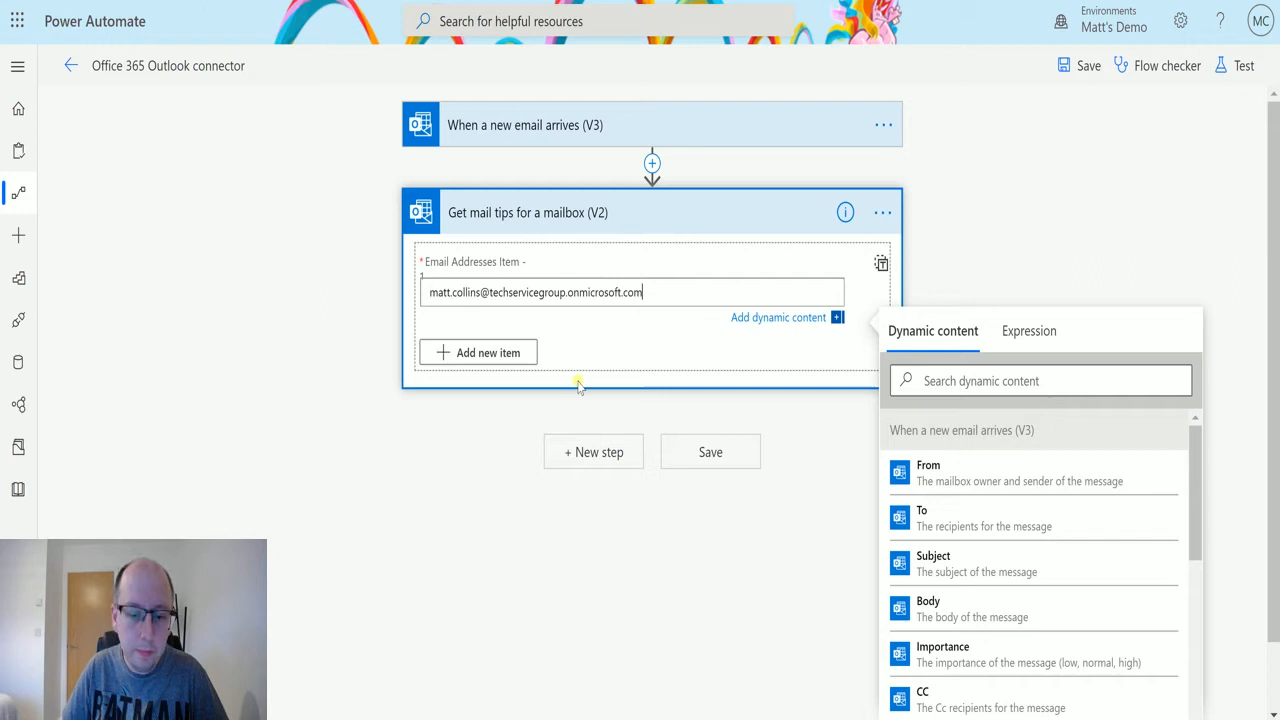 Power Automate
Search for helpful resources
Environments
Matt's Demo
MC
Office 365 Outlook connector
Save
Flow checker
Test
When a new email arrives (V3)
Get mail tips for a mailbox (V2)
* Email Addresses Item -
1
matt.collins@techservicegroup.onmicrosoft.com
Add dynamic content
Add new item
+ New step
Save
Dynamic content
Expression
Search dynamic content
When a new email arrives (V3)
From
The mailbox owner and sender of the message
To
The recipients for the message
Subject
The subject of the message
Body
The body of the message
Importance
The importance of the message (low, normal, high)
CC
The Cc recipients for the message
BATMAN